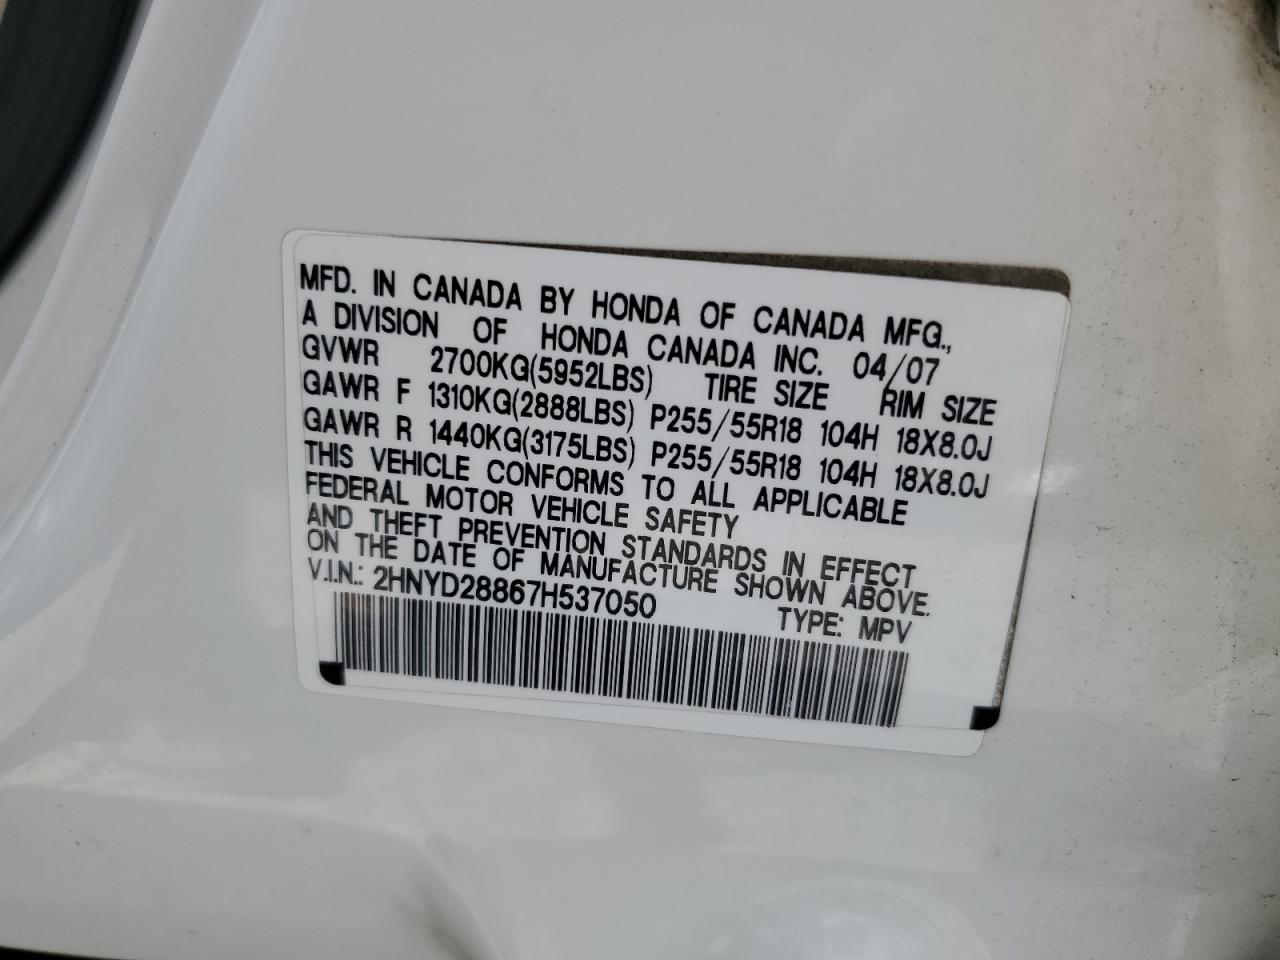 MFD. IN CANADA BY HONDA OF CANADA MFG.,
A DIVISION OF HONDA CANADA INC. 04/07
GVWR 2700KG(5952LBS) TIRE SIZE RIM SIZE
GAWR F 1310KG(2888LBS) P255/55R18 104H 18X8.0J
GAWR R 1440KG(3175LBS) P255/55R18 104H 18X8.0J
THIS VEHICLE CONFORMS TO ALL APPLICABLE
FEDERAL MOTOR VEHICLE SAFETY
AND THEFT PREVENTION STANDARDS IN EFFECT
ON THE DATE OF MANUFACTURE SHOWN ABOVE.
V.I.N.: 2HNYD28867H537050 TYPE: MPV